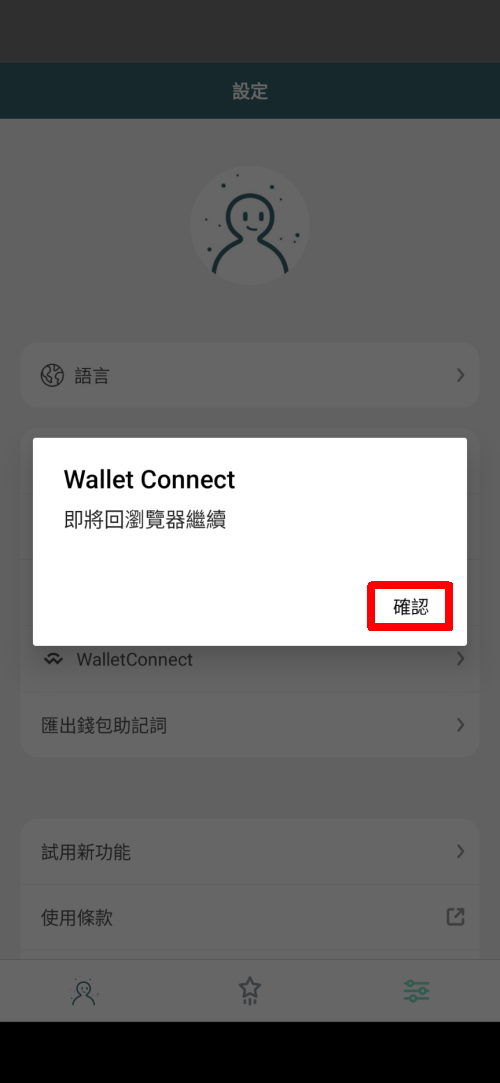 設定
語言
Wallet Connect
即將回瀏覽器繼續
確認
WalletConnect
匯出錢包助記詞
試用新功能
使用條款